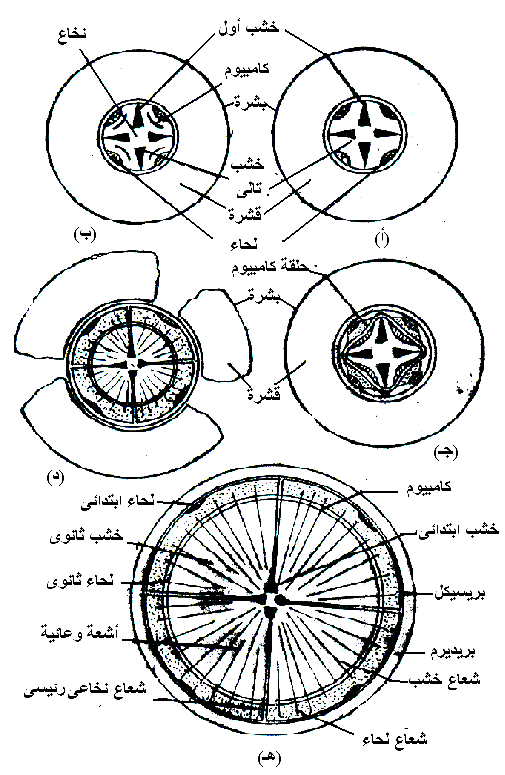 خشب أول
نخاع
كامبيوم
بشرة
خشب
تالى
قشرة
لحاء
(أ)
(ب)
حلقة كامبيوم
بشرة
قشرة
(جـ)
(د)
كامبيوم
لحاء ابتدائى
خشب ابتدائى
خشب ثانوى
لحاء ثانوى
بريسيكل
أشعة وعائية
بريديرم
شعاع خشب
شعاع نخاعى رئيسى
شعاع لحاء
(هـ)